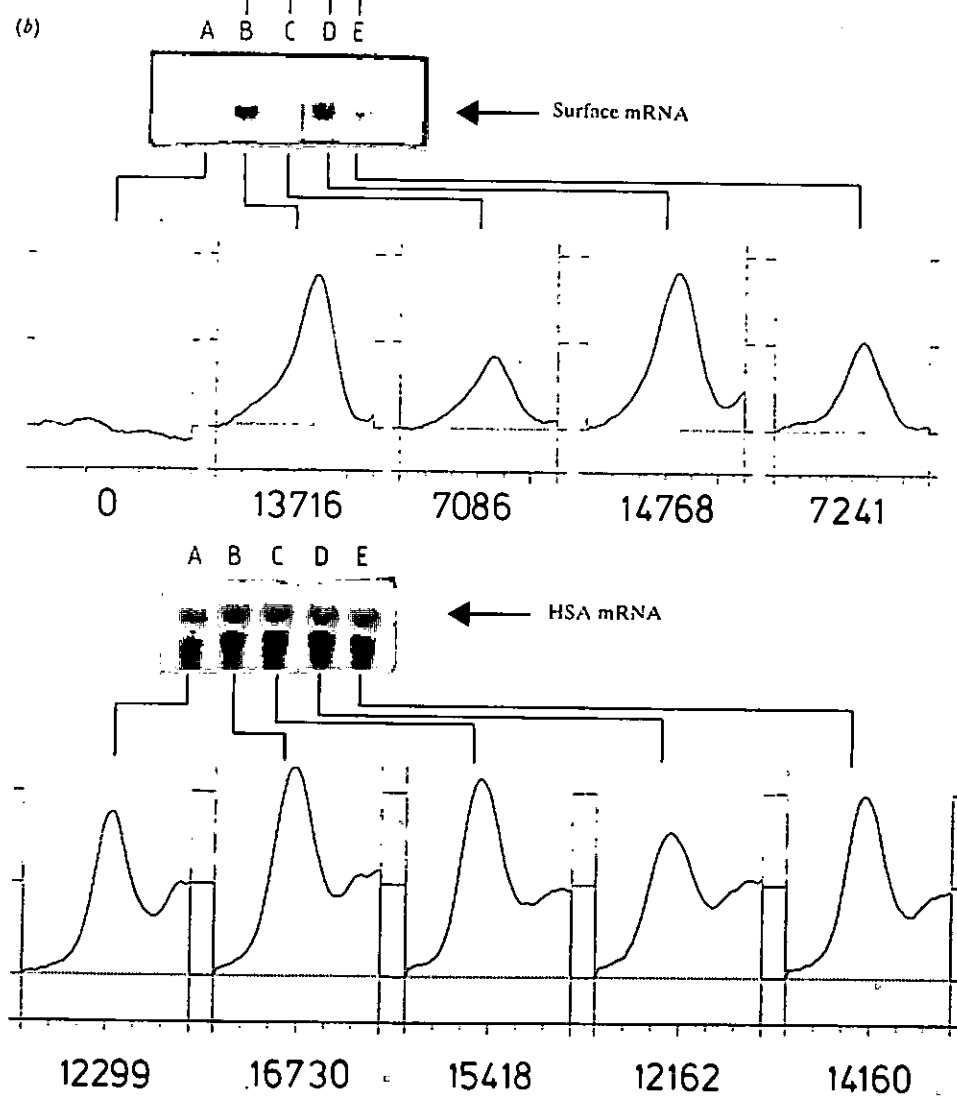 (b)
A B C D E
Surface mRNA
0 13716 7086 14768 7241
A B C D E
HSA mRNA
12299 16730 15418 12162 14160